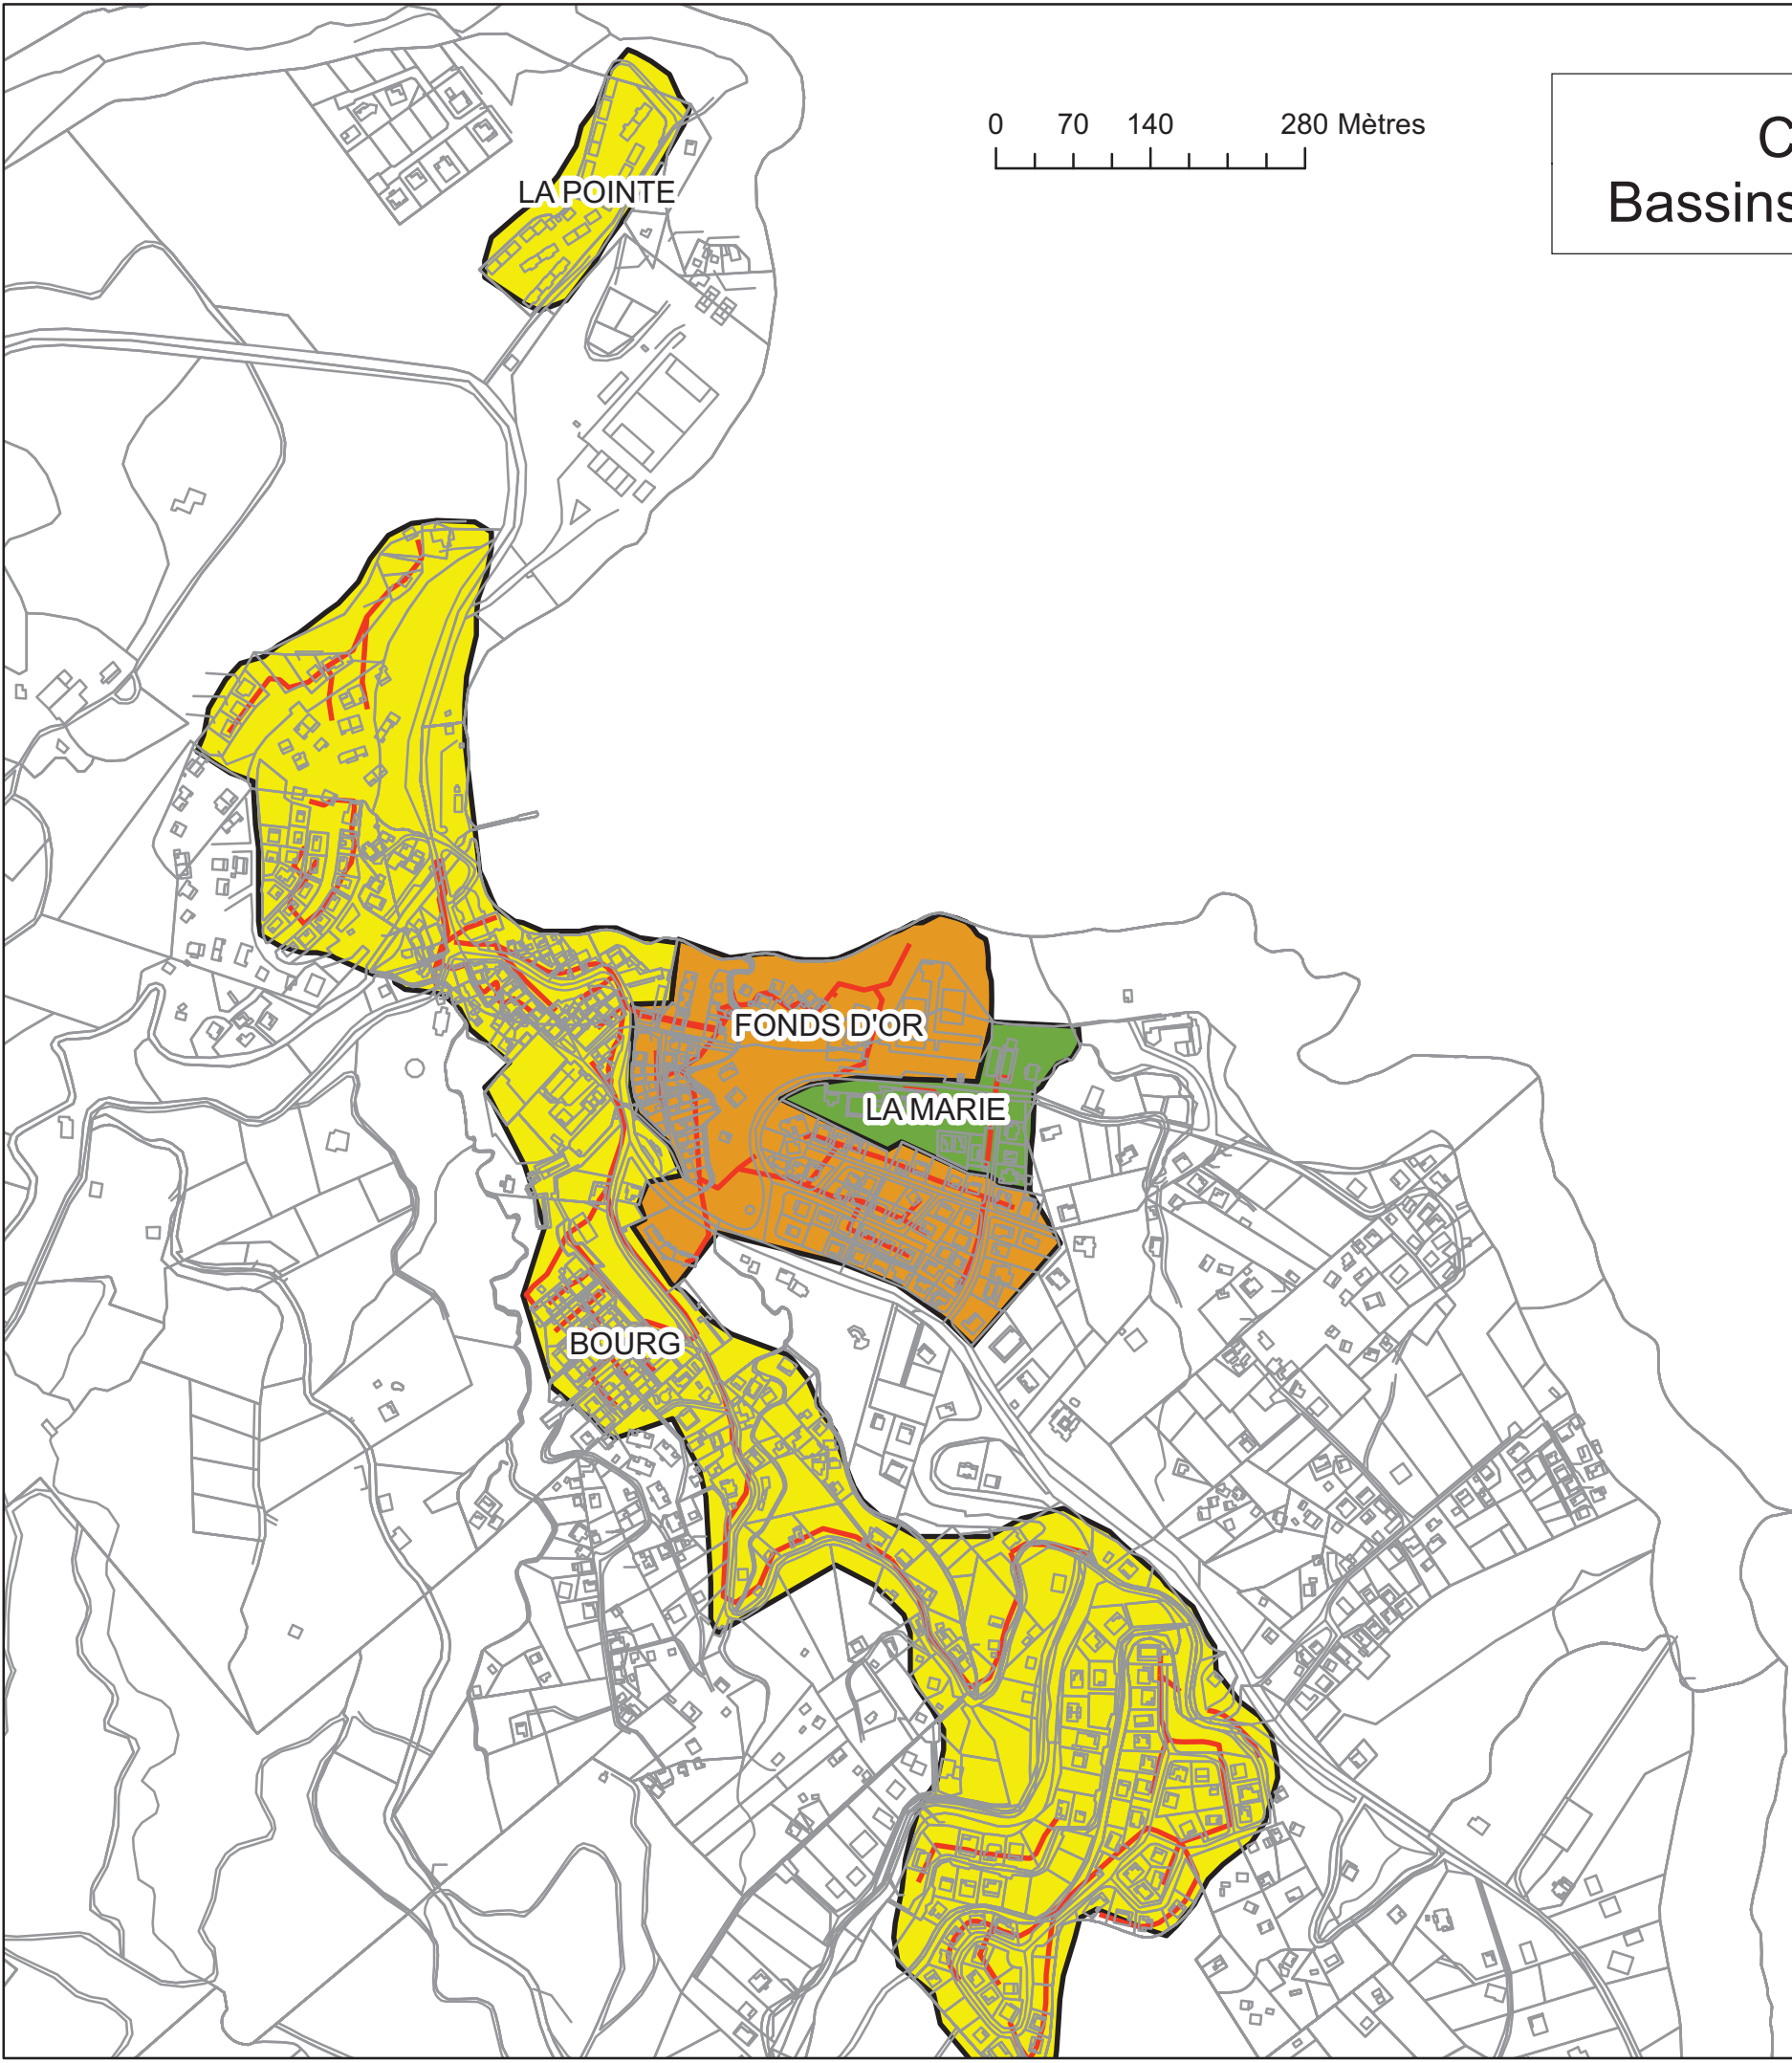 0 70 140 280 Mètres
C
Bassins
LA POINTE
FONDS D'OR
LA MARIE
BOURG